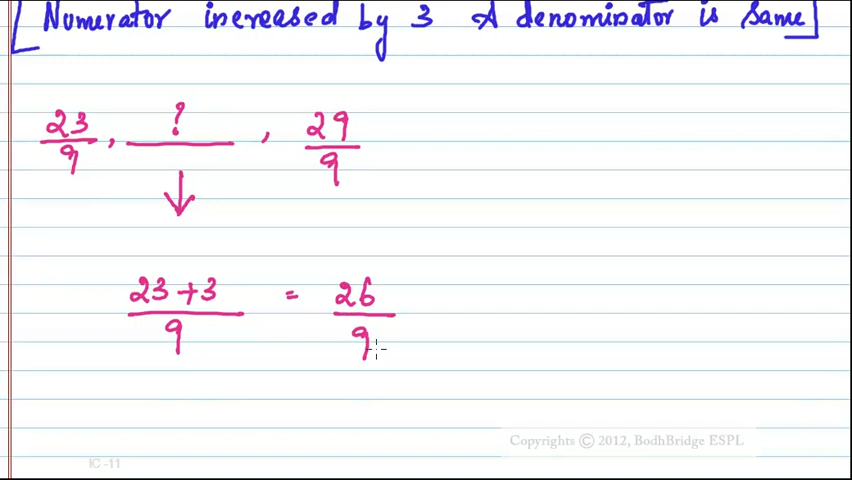 [Numerator increased by 3 & denominator is same]
23/9, ?, 29/9
23+3/9 = 26/9
Copyrights © 2012, BodhBridge ESPL
IC -11